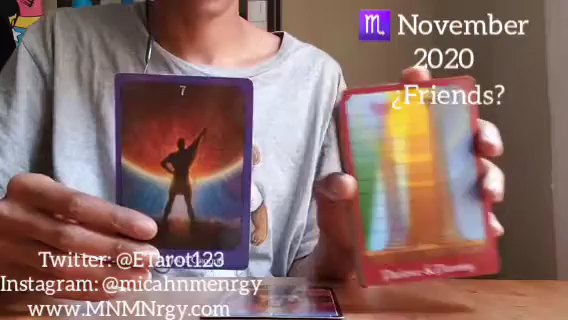 ♏ November
2020
¿Friends?
7
Twitter: @ETarot123
Instagram: @micahnmenrgy
www.MNMNrgy.com